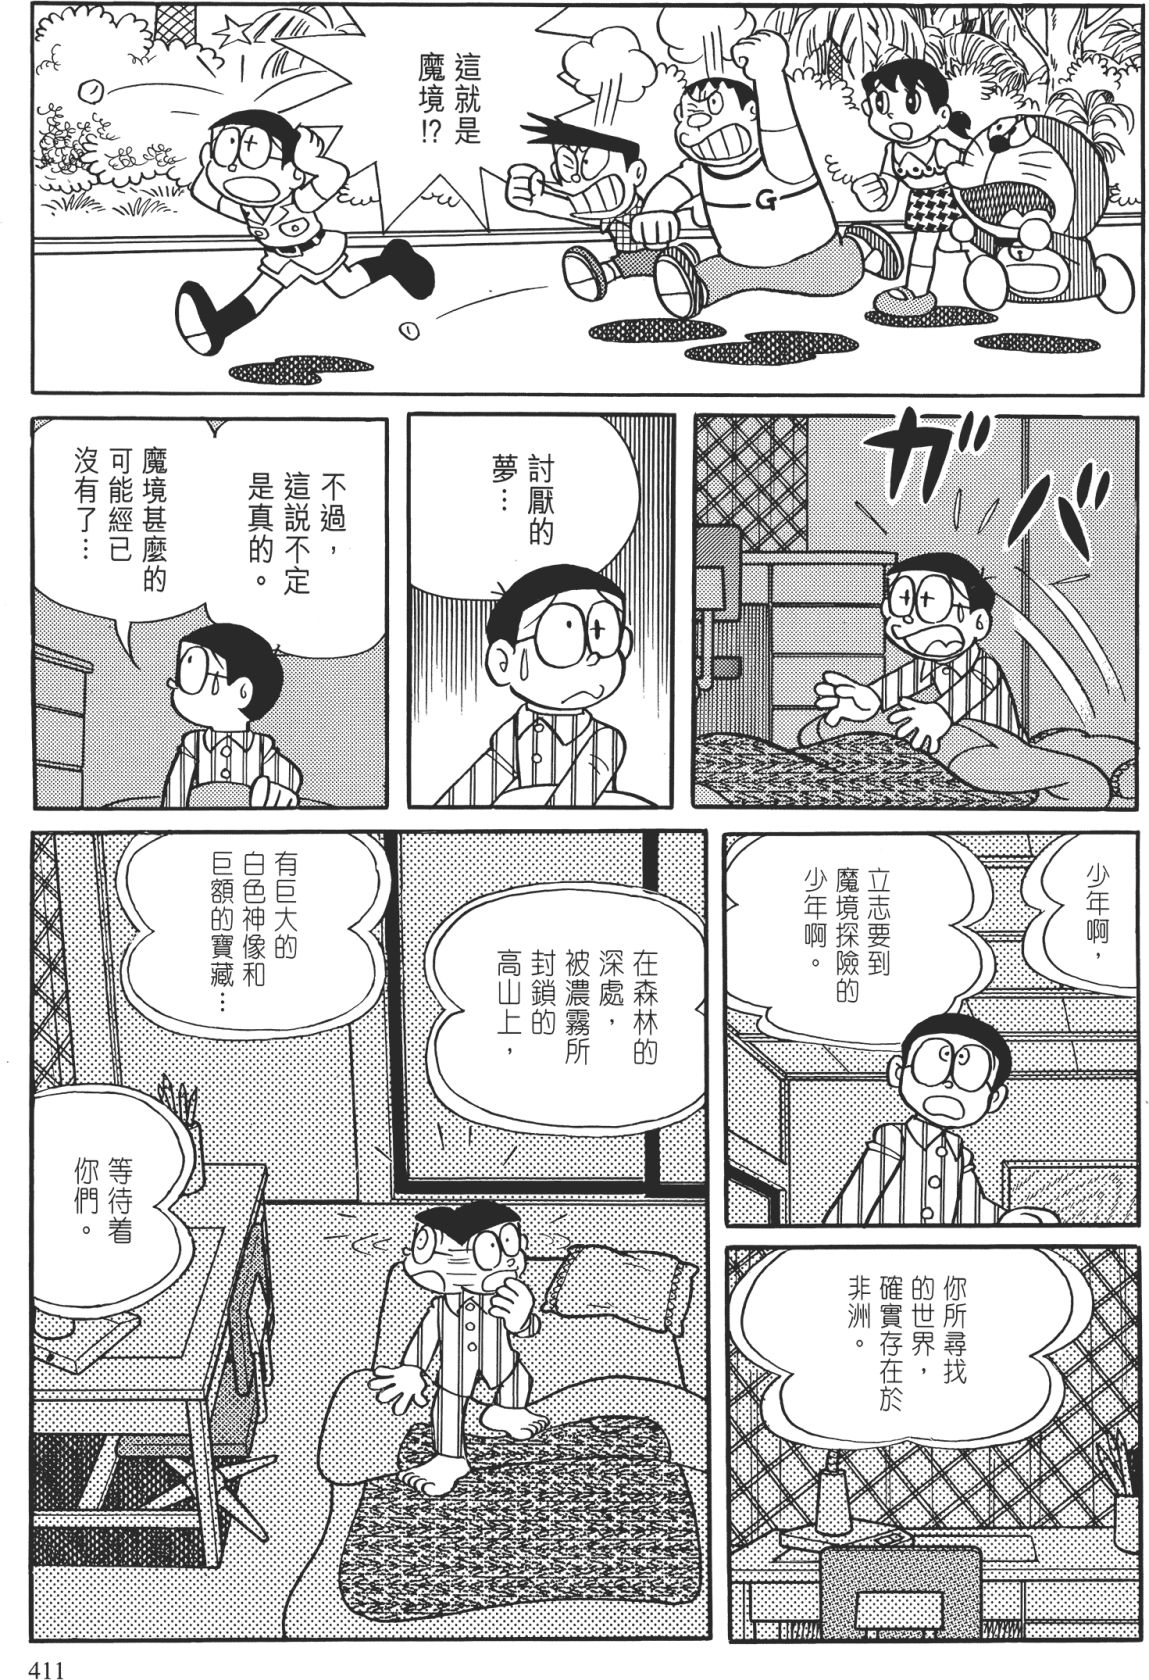 這就是
魔境!?
G
ガバ
討厭的
夢…
不過，
這說不定
是真的。
魔境甚麼的
可能經已
沒有了…
少年啊，
立志要到
魔境探險的
少年啊。
你所尋找
的世界，
確實存在於
非洲。
在森林的
深處，
被濃霧所
封鎖的
高山上，
有巨大的
白色神像和
巨額的寶藏…
等待着
你們。
411